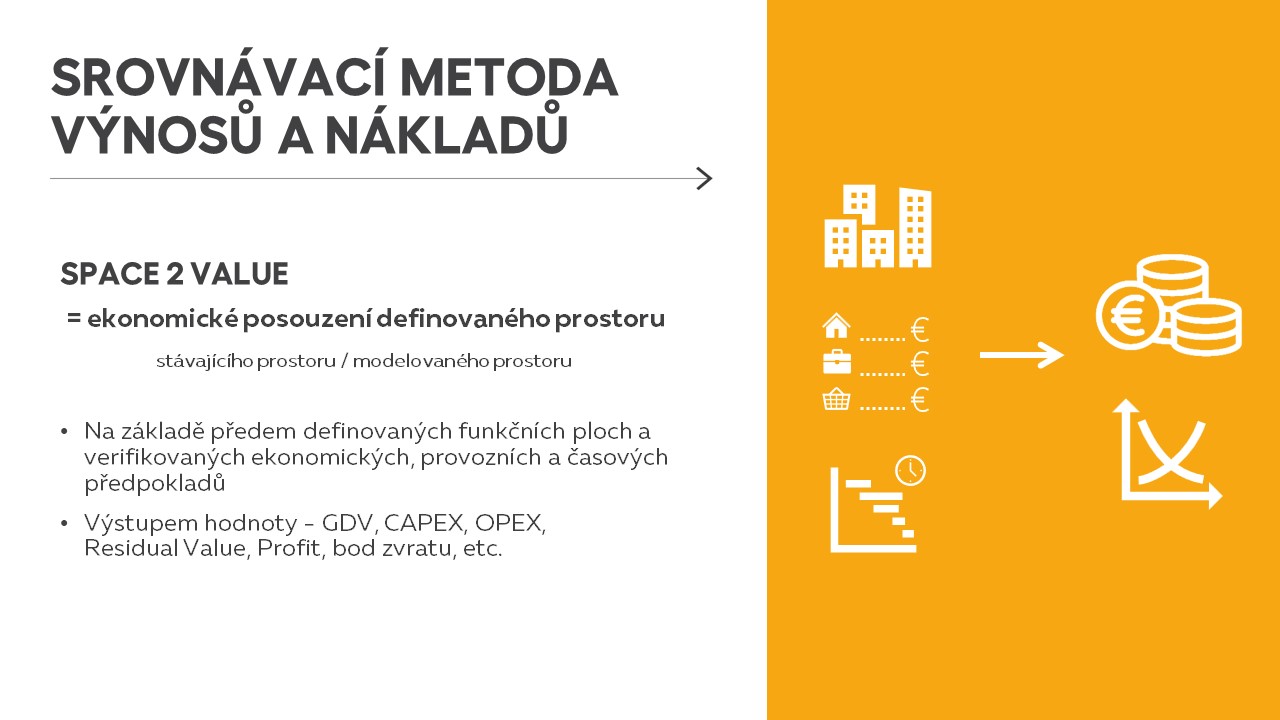 SROVNÁVACÍ METODA
VÝNOSŮ A NÁKLADŮ
SPACE 2 VALUE
= ekonomické posouzení definovaného prostoru
stávajícího prostoru / modelovaného prostoru
• Na základě předem definovaných funkčních ploch a
verifikovaných ekonomických, provozních a časových
předpokladů
• Výstupem hodnoty – GDV, CAPEX, OPEX,
Residual Value, Profit, bod zvratu, etc.
........ €
........ €
........ €
€